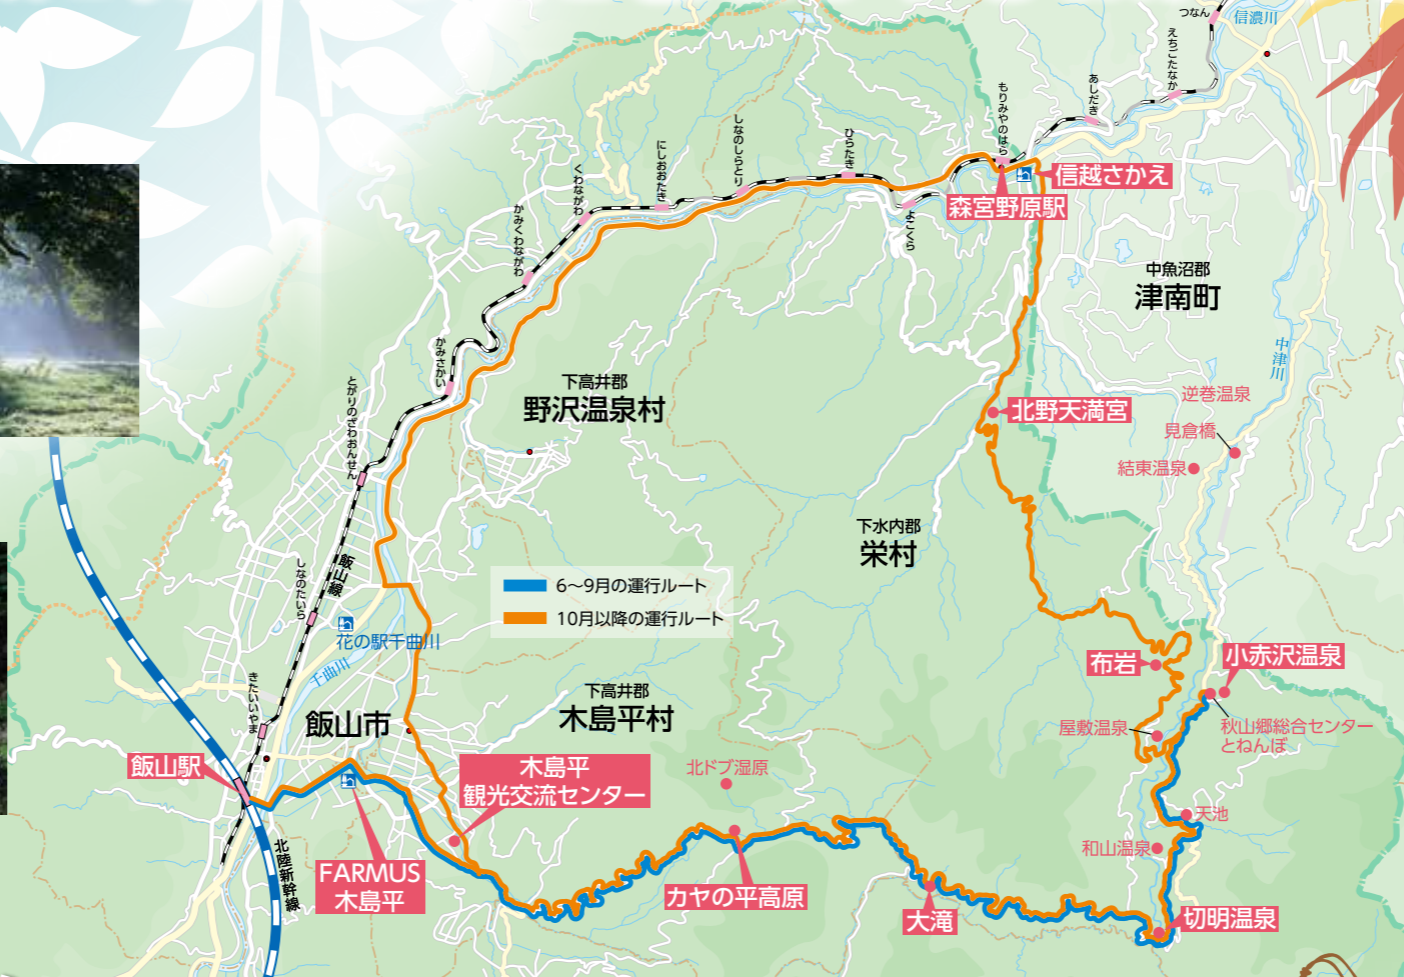 つなん
信濃川
えちごたなか
あしだき
もりみやのはら
ひらたき
しなのしらとり
にしおおたき
くわながわ
かみくわながわ
よこくら
信越さかえ
森宮野原駅
中魚沼郡
津南町
中津川
かみさかい
とがりのざわおんせん
下高井郡
野沢温泉村
逆巻温泉
北野天満宮
見倉橋
結東温泉
下水内郡
栄村
6〜9月の運行ルート
10月以降の運行ルート
飯山線
しなのたいら
花の駅千曲川
千曲川
布岩
小赤沢温泉
きたいいやま
飯山市
下高井郡
木島平村
屋敷温泉
秋山郷総合センター
とねんぼ
飯山駅
木島平
観光交流センター
北ドブ湿原
天池
和山温泉
北陸新幹線
FARMUS
木島平
カヤの平高原
大滝
切明温泉